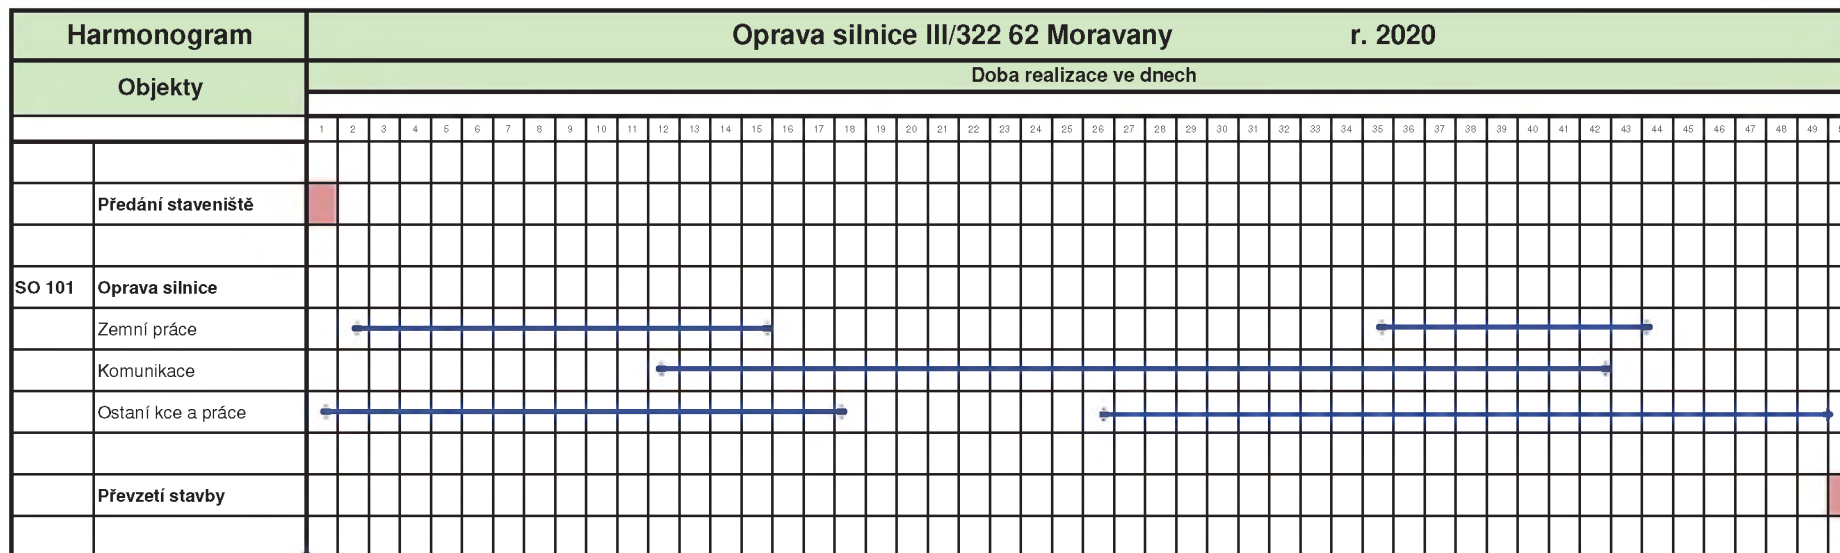 Harmonogram Oprava silnice III/322 62 Moravany r. 2020
Objekty Doba realizace ve dnech
1 2 3 4 5 6 7 8 9 10 11 12 13 14 15 16 17 18 19 20 21 22 23 24 25 26 27 28 29 30 31 32 33 34 35 36 37 38 39 40 41 42 43 44 45 46 47 48 49
Předání staveniště
SO 101 Oprava silnice
Zemní práce
Komunikace
Ostaní kce a práce
Převzetí stavby